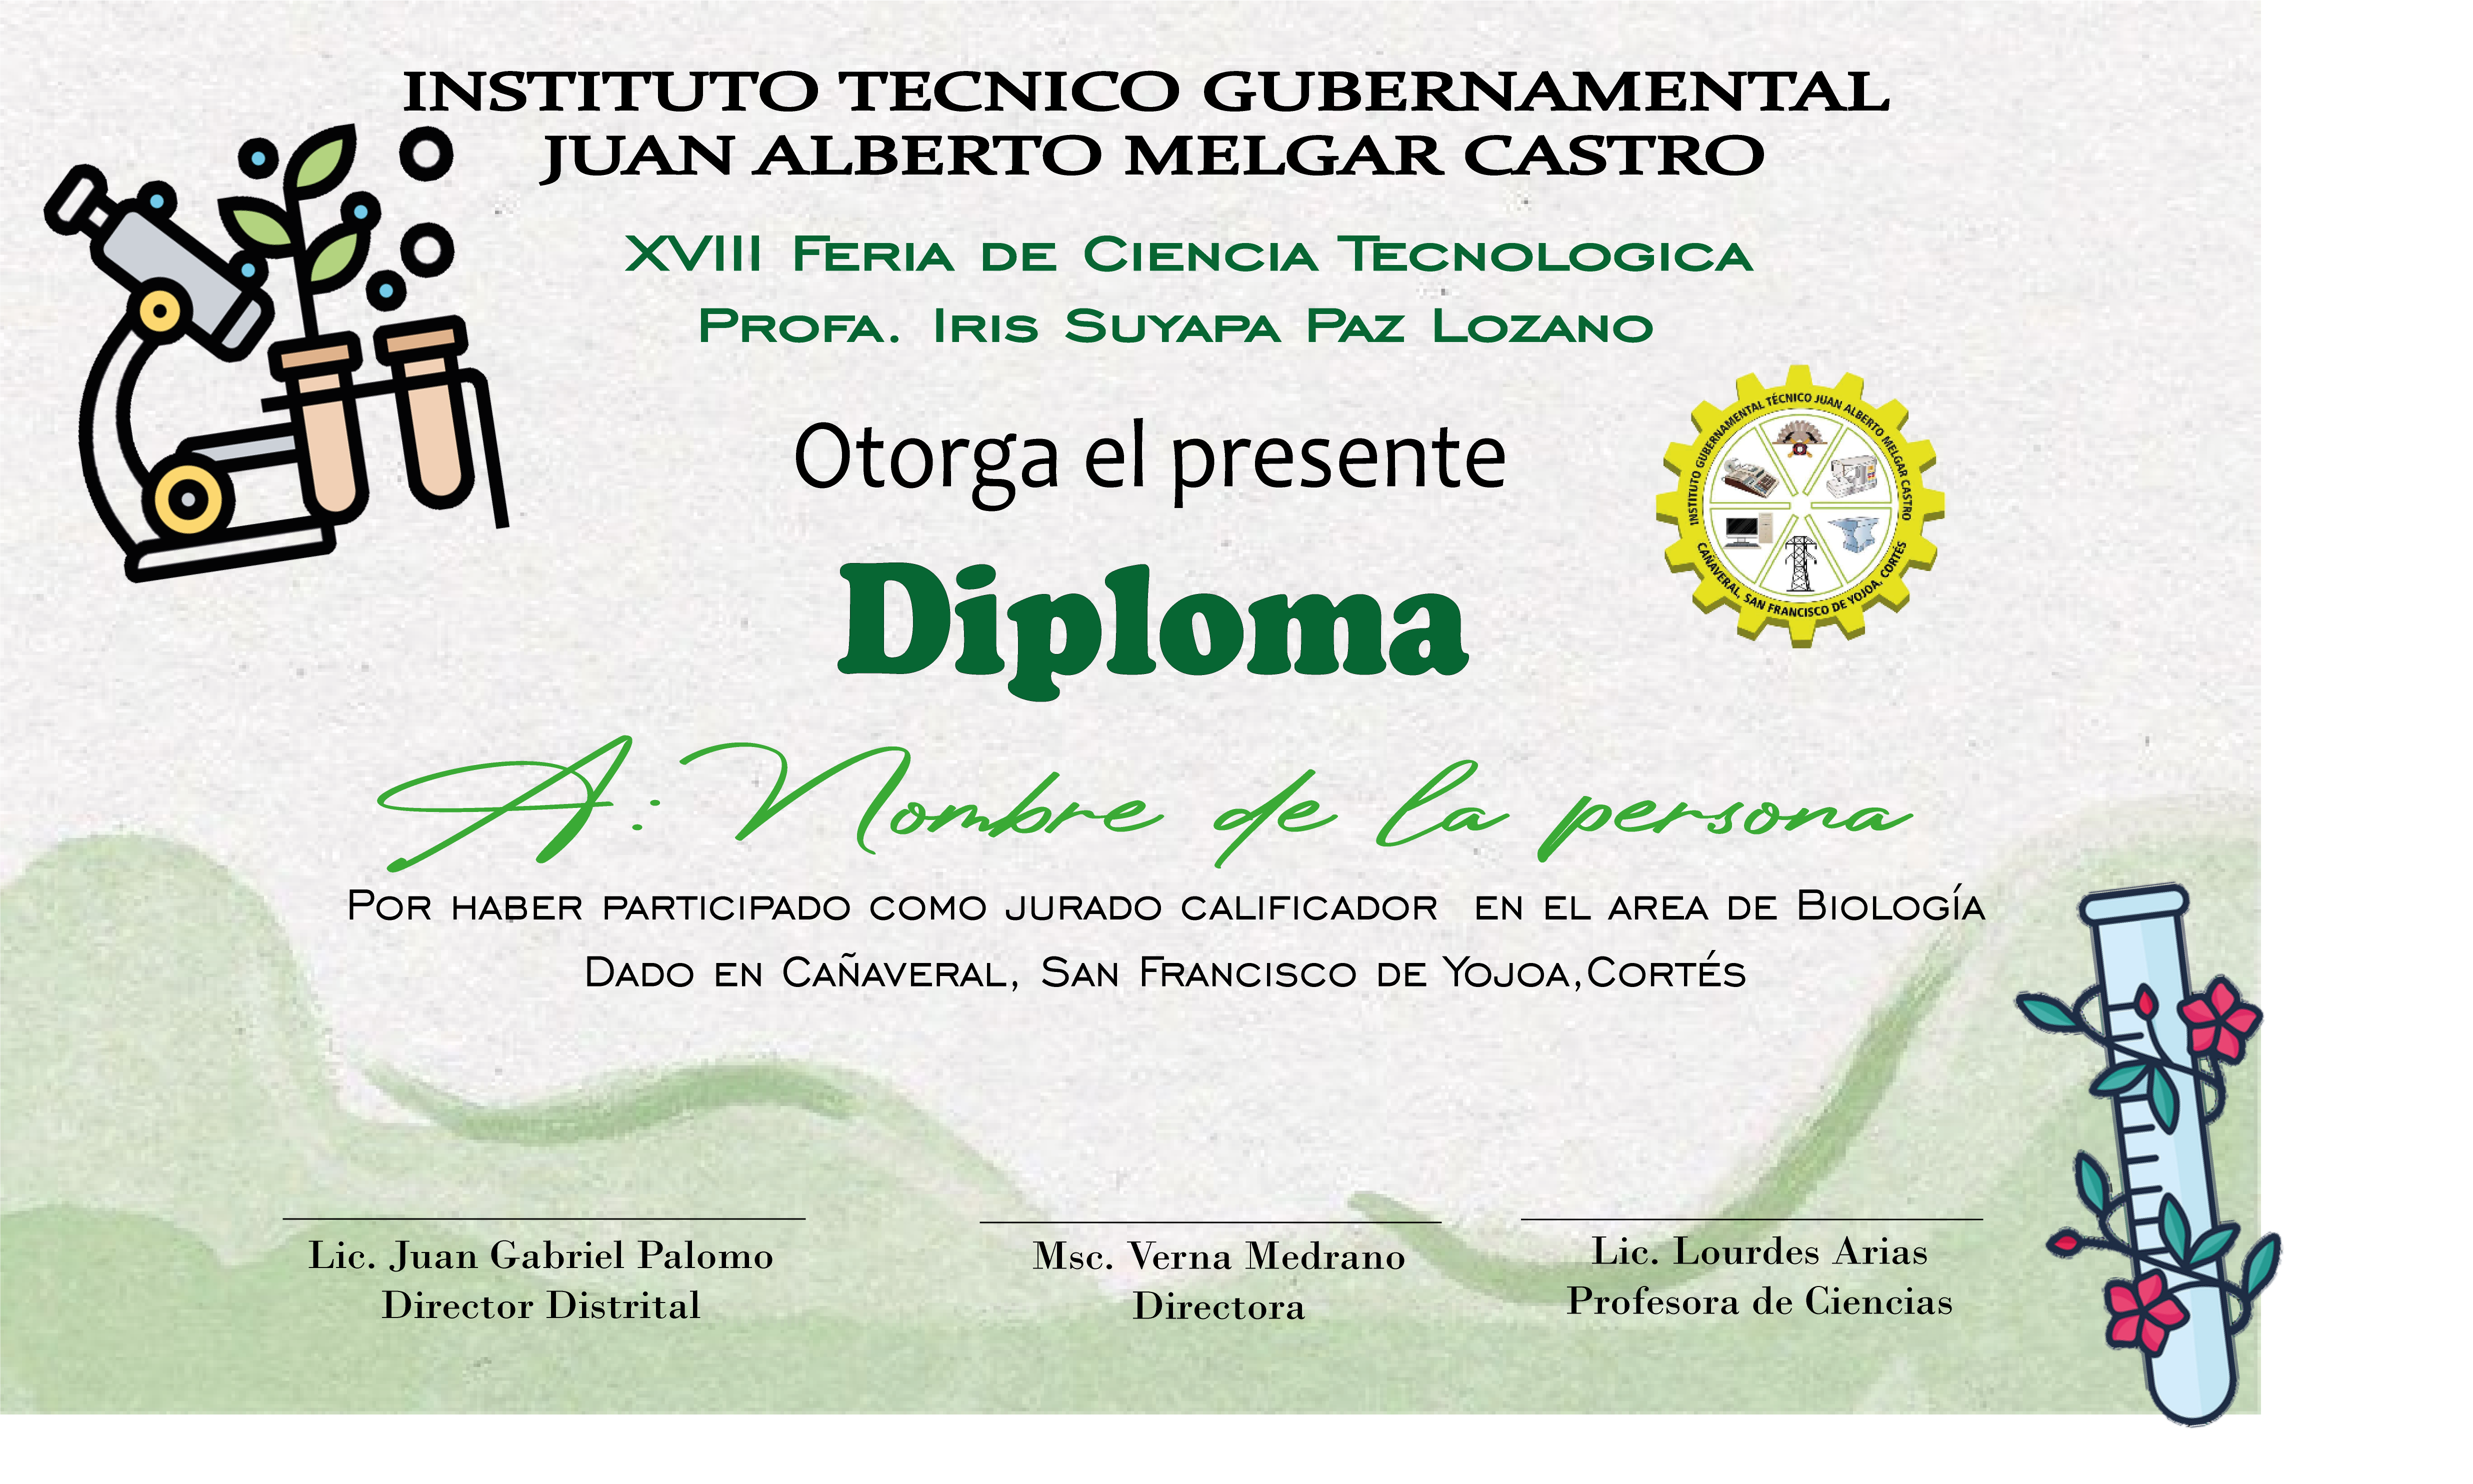 INSTITUTO TECNICO GUBERNAMENTAL
JUAN ALBERTO MELGAR CASTRO
XVIII FERIA DE CIENCIA TECNOLOGICA
PROFA. IRIS SUYAPA PAZ LOZANO
Otorga el presente
INSTITUTO GUBERNAMENTAL TÉCNICO JUAN ALBERTO MELGAR CASTRO
CAÑAVERAL, SAN FRANCISCO DE YOJOA, CORTÉS
Diploma
A: Nombre de la persona
POR HABER PARTICIPADO COMO JURADO CALIFICADOR EN EL AREA DE BIOLOGÍA
DADO EN CAÑAVERAL, SAN FRANCISCO DE YOJOA,CORTÉS
Lic. Juan Gabriel Palomo
Director Distrital
Msc. Verna Medrano
Directora
Lic. Lourdes Arias
Profesora de Ciencias